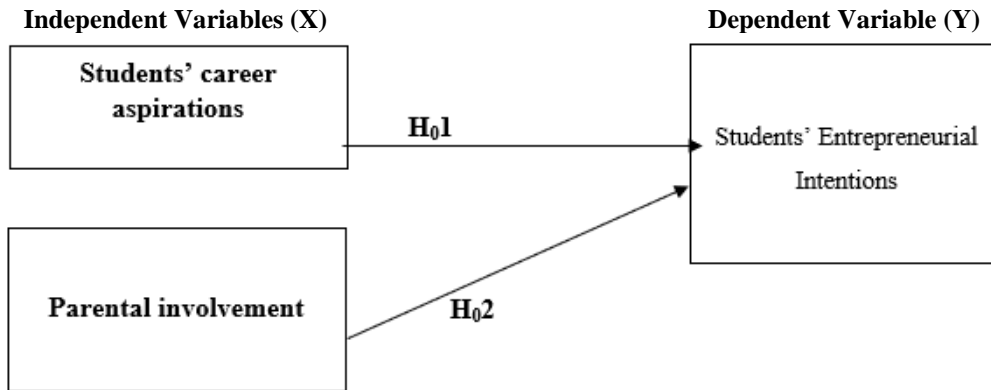 Independent Variables (X)
Dependent Variable (Y)
Students’ career
aspirations
H₀1
Students’ Entrepreneurial
Intentions
Parental involvement
H₀2